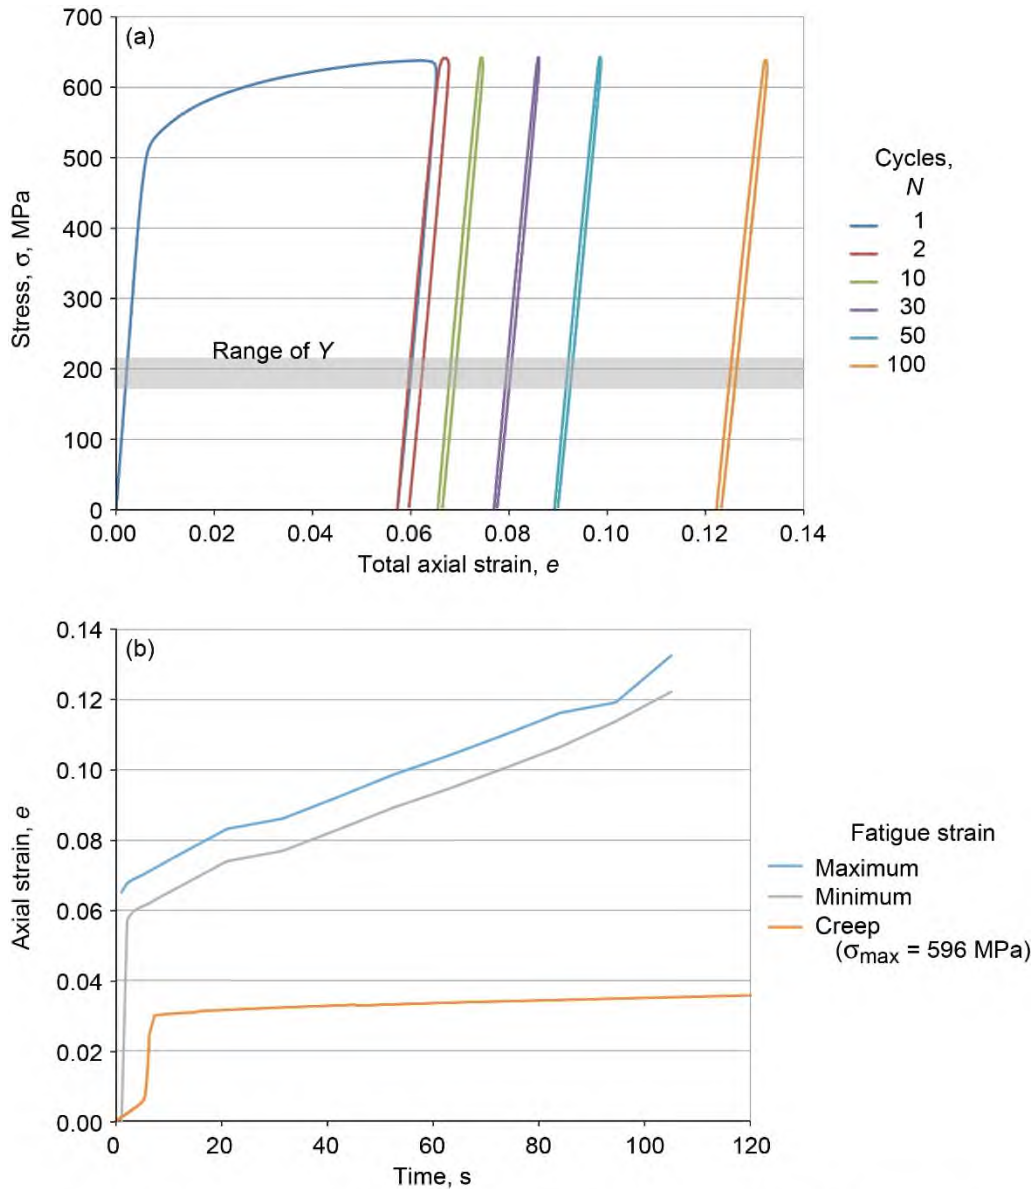 (a)
700
600
500
400
300
200
100
0
Stress, σ, MPa
Range of Y
0.00 0.02 0.04 0.06 0.08 0.10 0.12 0.14
Total axial strain, e
Cycles,
N
1
2
10
30
50
100
(b)
0.14
0.12
0.10
0.08
0.06
0.04
0.02
0.00
Axial strain, e
0 20 40 60 80 100 120
Time, s
Fatigue strain
Maximum
Minimum
Creep
(σmax = 596 MPa)